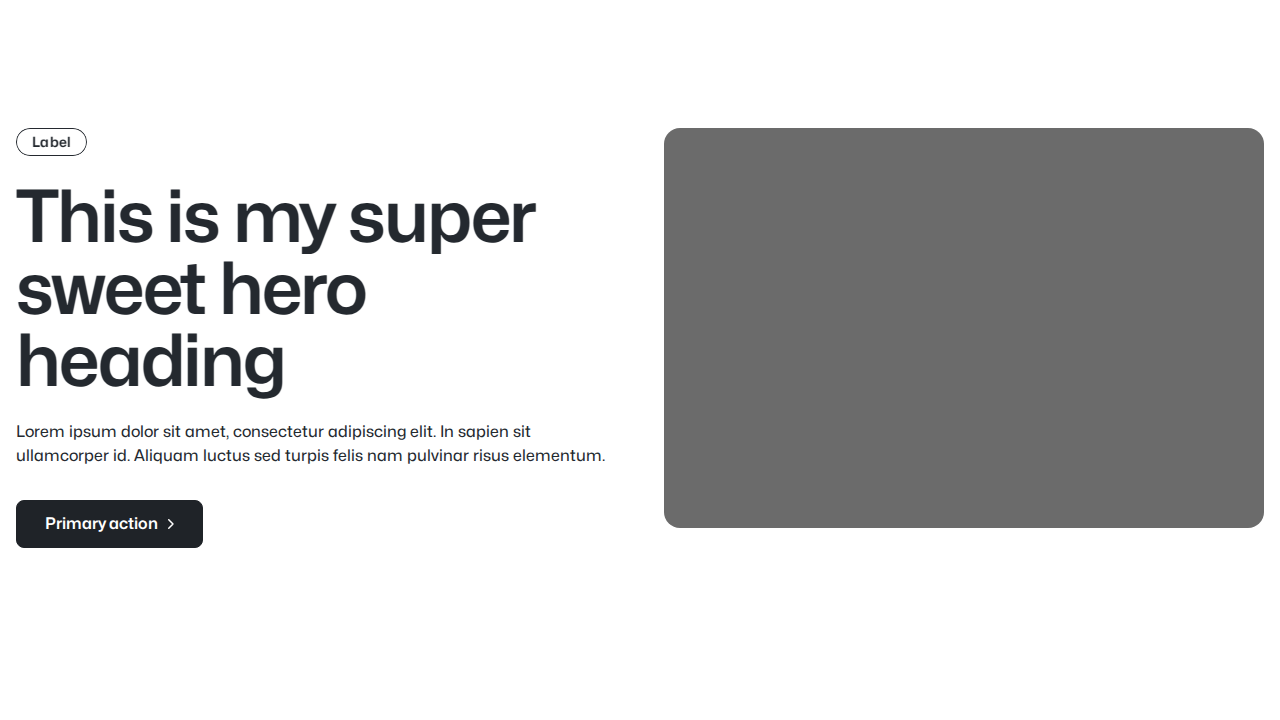 Label
This is my super
sweet hero
heading
Lorem ipsum dolor sit amet, consectetur adipiscing elit. In sapien sit
ullamcorper id. Aliquam luctus sed turpis felis nam pulvinar risus elementum.
Primary action